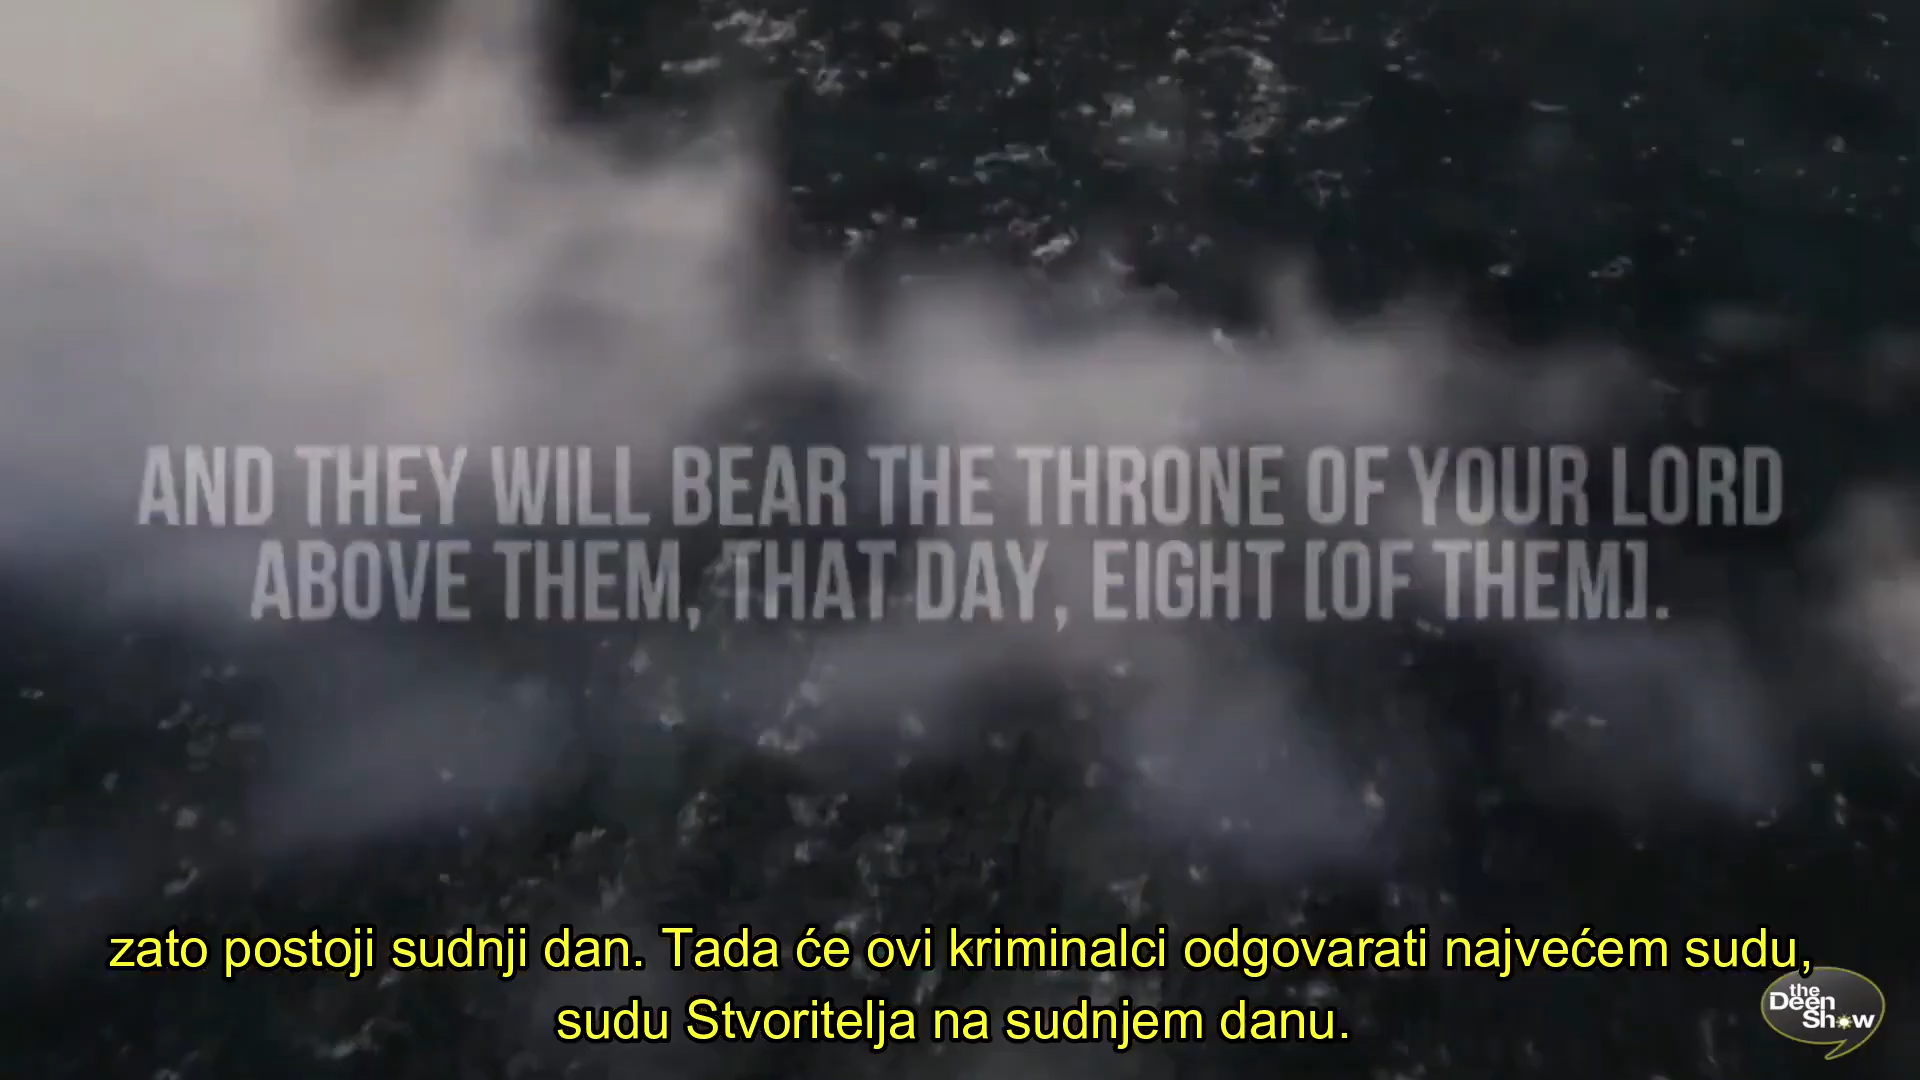 AND THEY WILL BEAR THE THRONE OF YOUR LORD
ABOVE THEM, THAT DAY, EIGHT [OF THEM].
zato postoji sudnji dan. Tada će ovi kriminalci odgovarati najvećem sudu,
sudu Stvoritelja na sudnjem danu.
the
Deen
Show